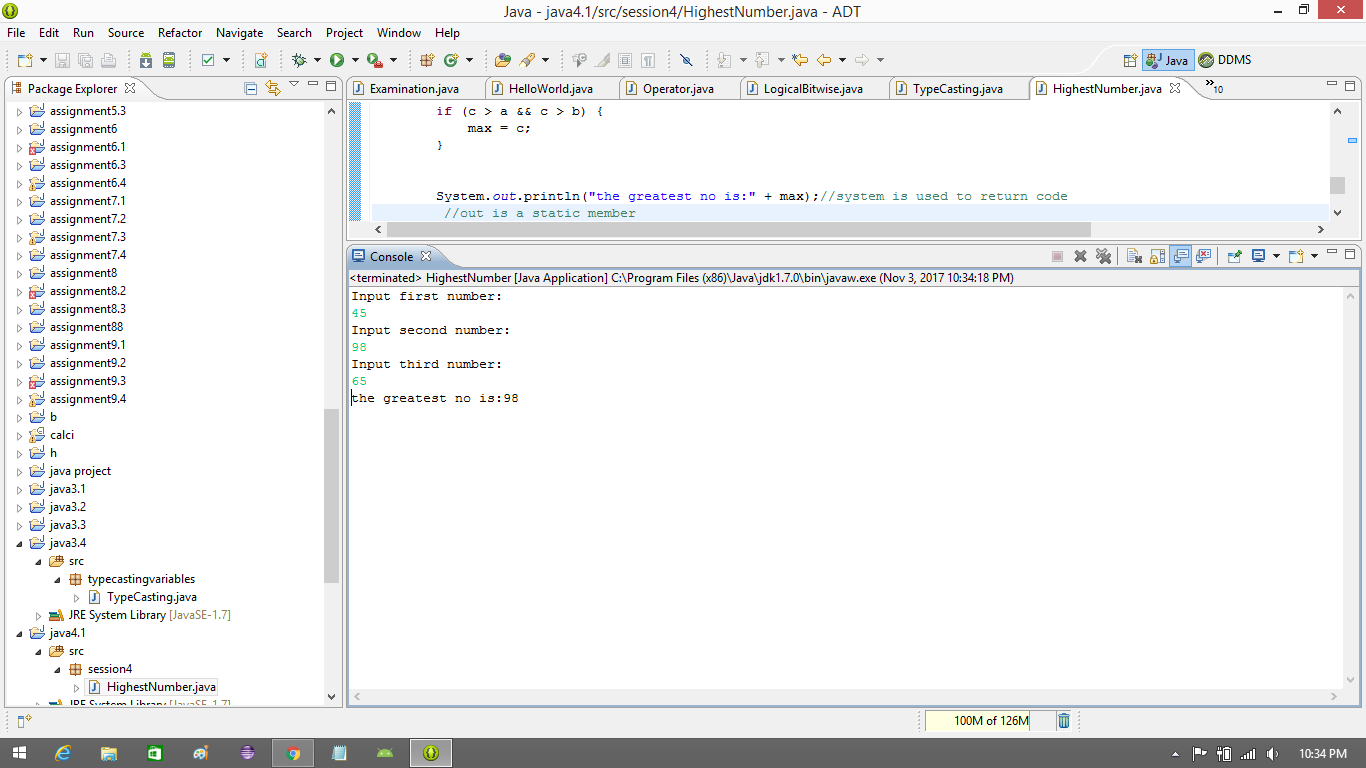 Java - java4.1/src/session4/HighestNumber.java - ADT
File Edit Run Source Refactor Navigate Search Project Window Help
Java DDMS
Package Explorer
assignment5.3
assignment6
assignment6.1
assignment6.3
assignment6.4
assignment7.1
assignment7.2
assignment7.3
assignment7.4
assignment8
assignment8.2
assignment8.3
assignment88
assignment9.1
assignment9.2
assignment9.3
assignment9.4
b
calci
h
java project
java3.1
java3.2
java3.3
java3.4
src
typecastingvariables
TypeCasting.java
JRE System Library [JavaSE-1.7]
java4.1
src
session4
HighestNumber.java
JRE System Library [JavaSE-1.7]
Examination.java HelloWorld.java Operator.java LogicalBitwise.java TypeCasting.java HighestNumber.java »10
if (c > a && c > b) {
max = c;
}
System.out.println("the greatest no is:" + max);//system is used to return code
//out is a static member
Console
<terminated> HighestNumber [Java Application] C:\Program Files (x86)\Java\jdk1.7.0\bin\javaw.exe (Nov 3, 2017 10:34:18 PM)
Input first number:
45
Input second number:
98
Input third number:
65
the greatest no is:98
100M of 126M
10:34 PM